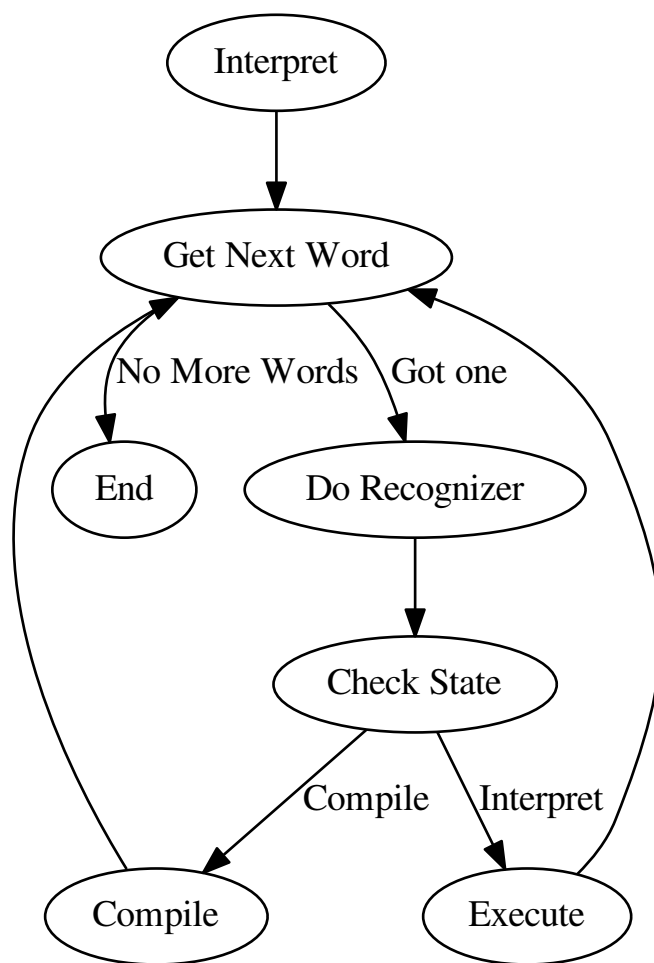 Interpret
Get Next Word
No More Words
Got one
End
Do Recognizer
Check State
Compile
Interpret
Compile
Execute